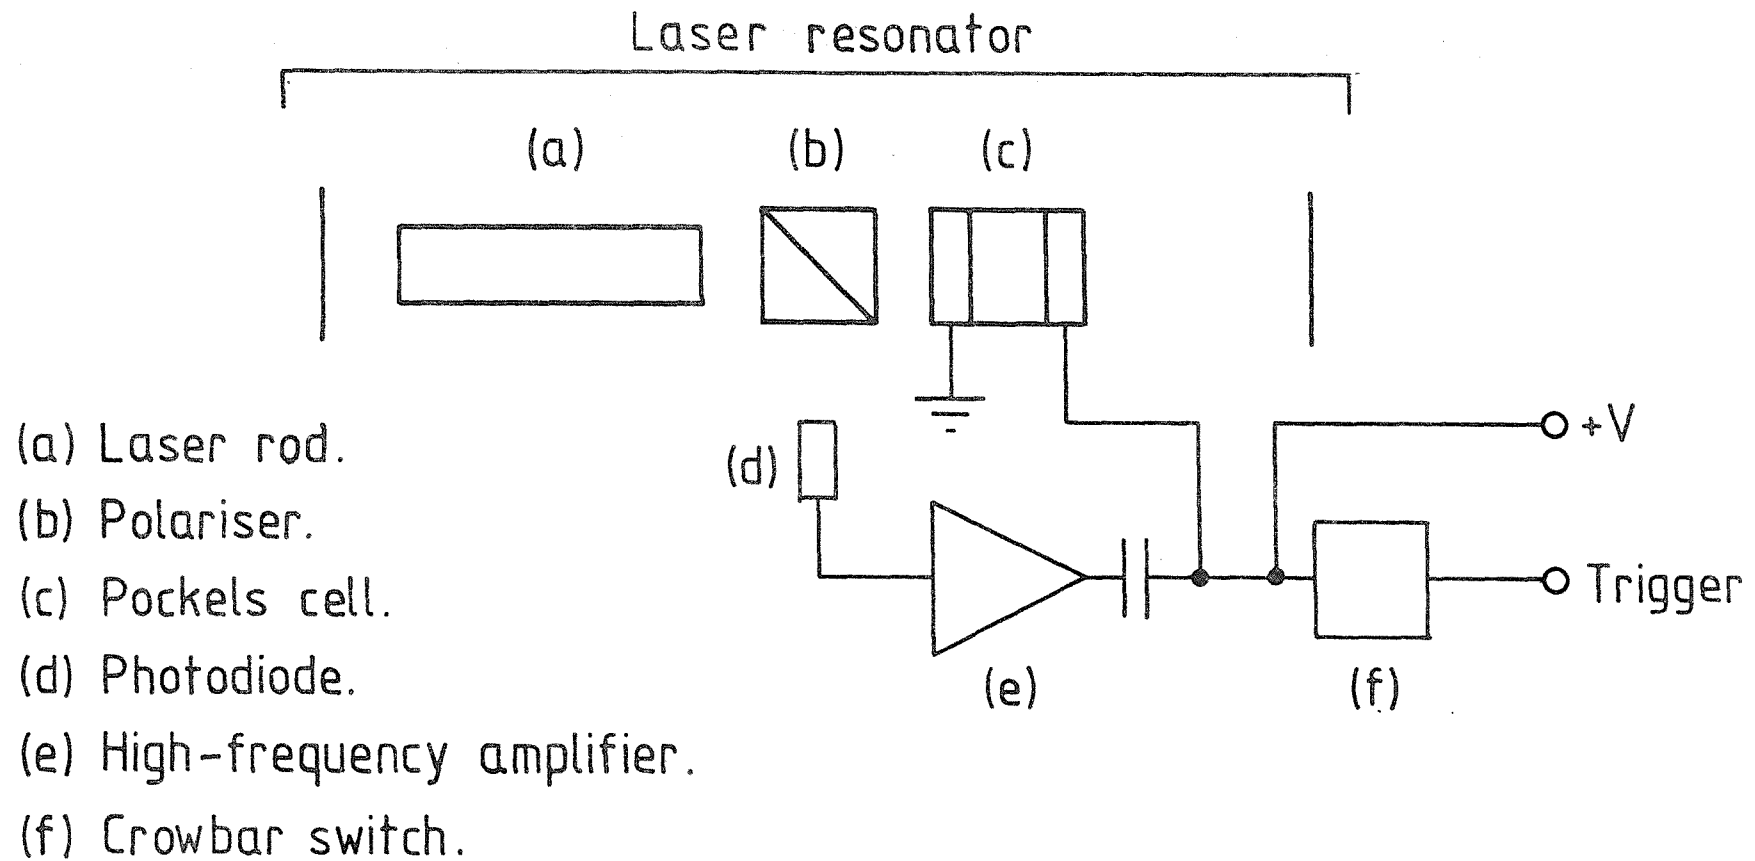 Laser resonator
(a) (b) (c)
(a) Laser rod.
(b) Polariser.
(c) Pockels cell.
(d) Photodiode.
(e) High-frequency amplifier.
(f) Crowbar switch.
(d)
+V
Trigger
(e) (f)